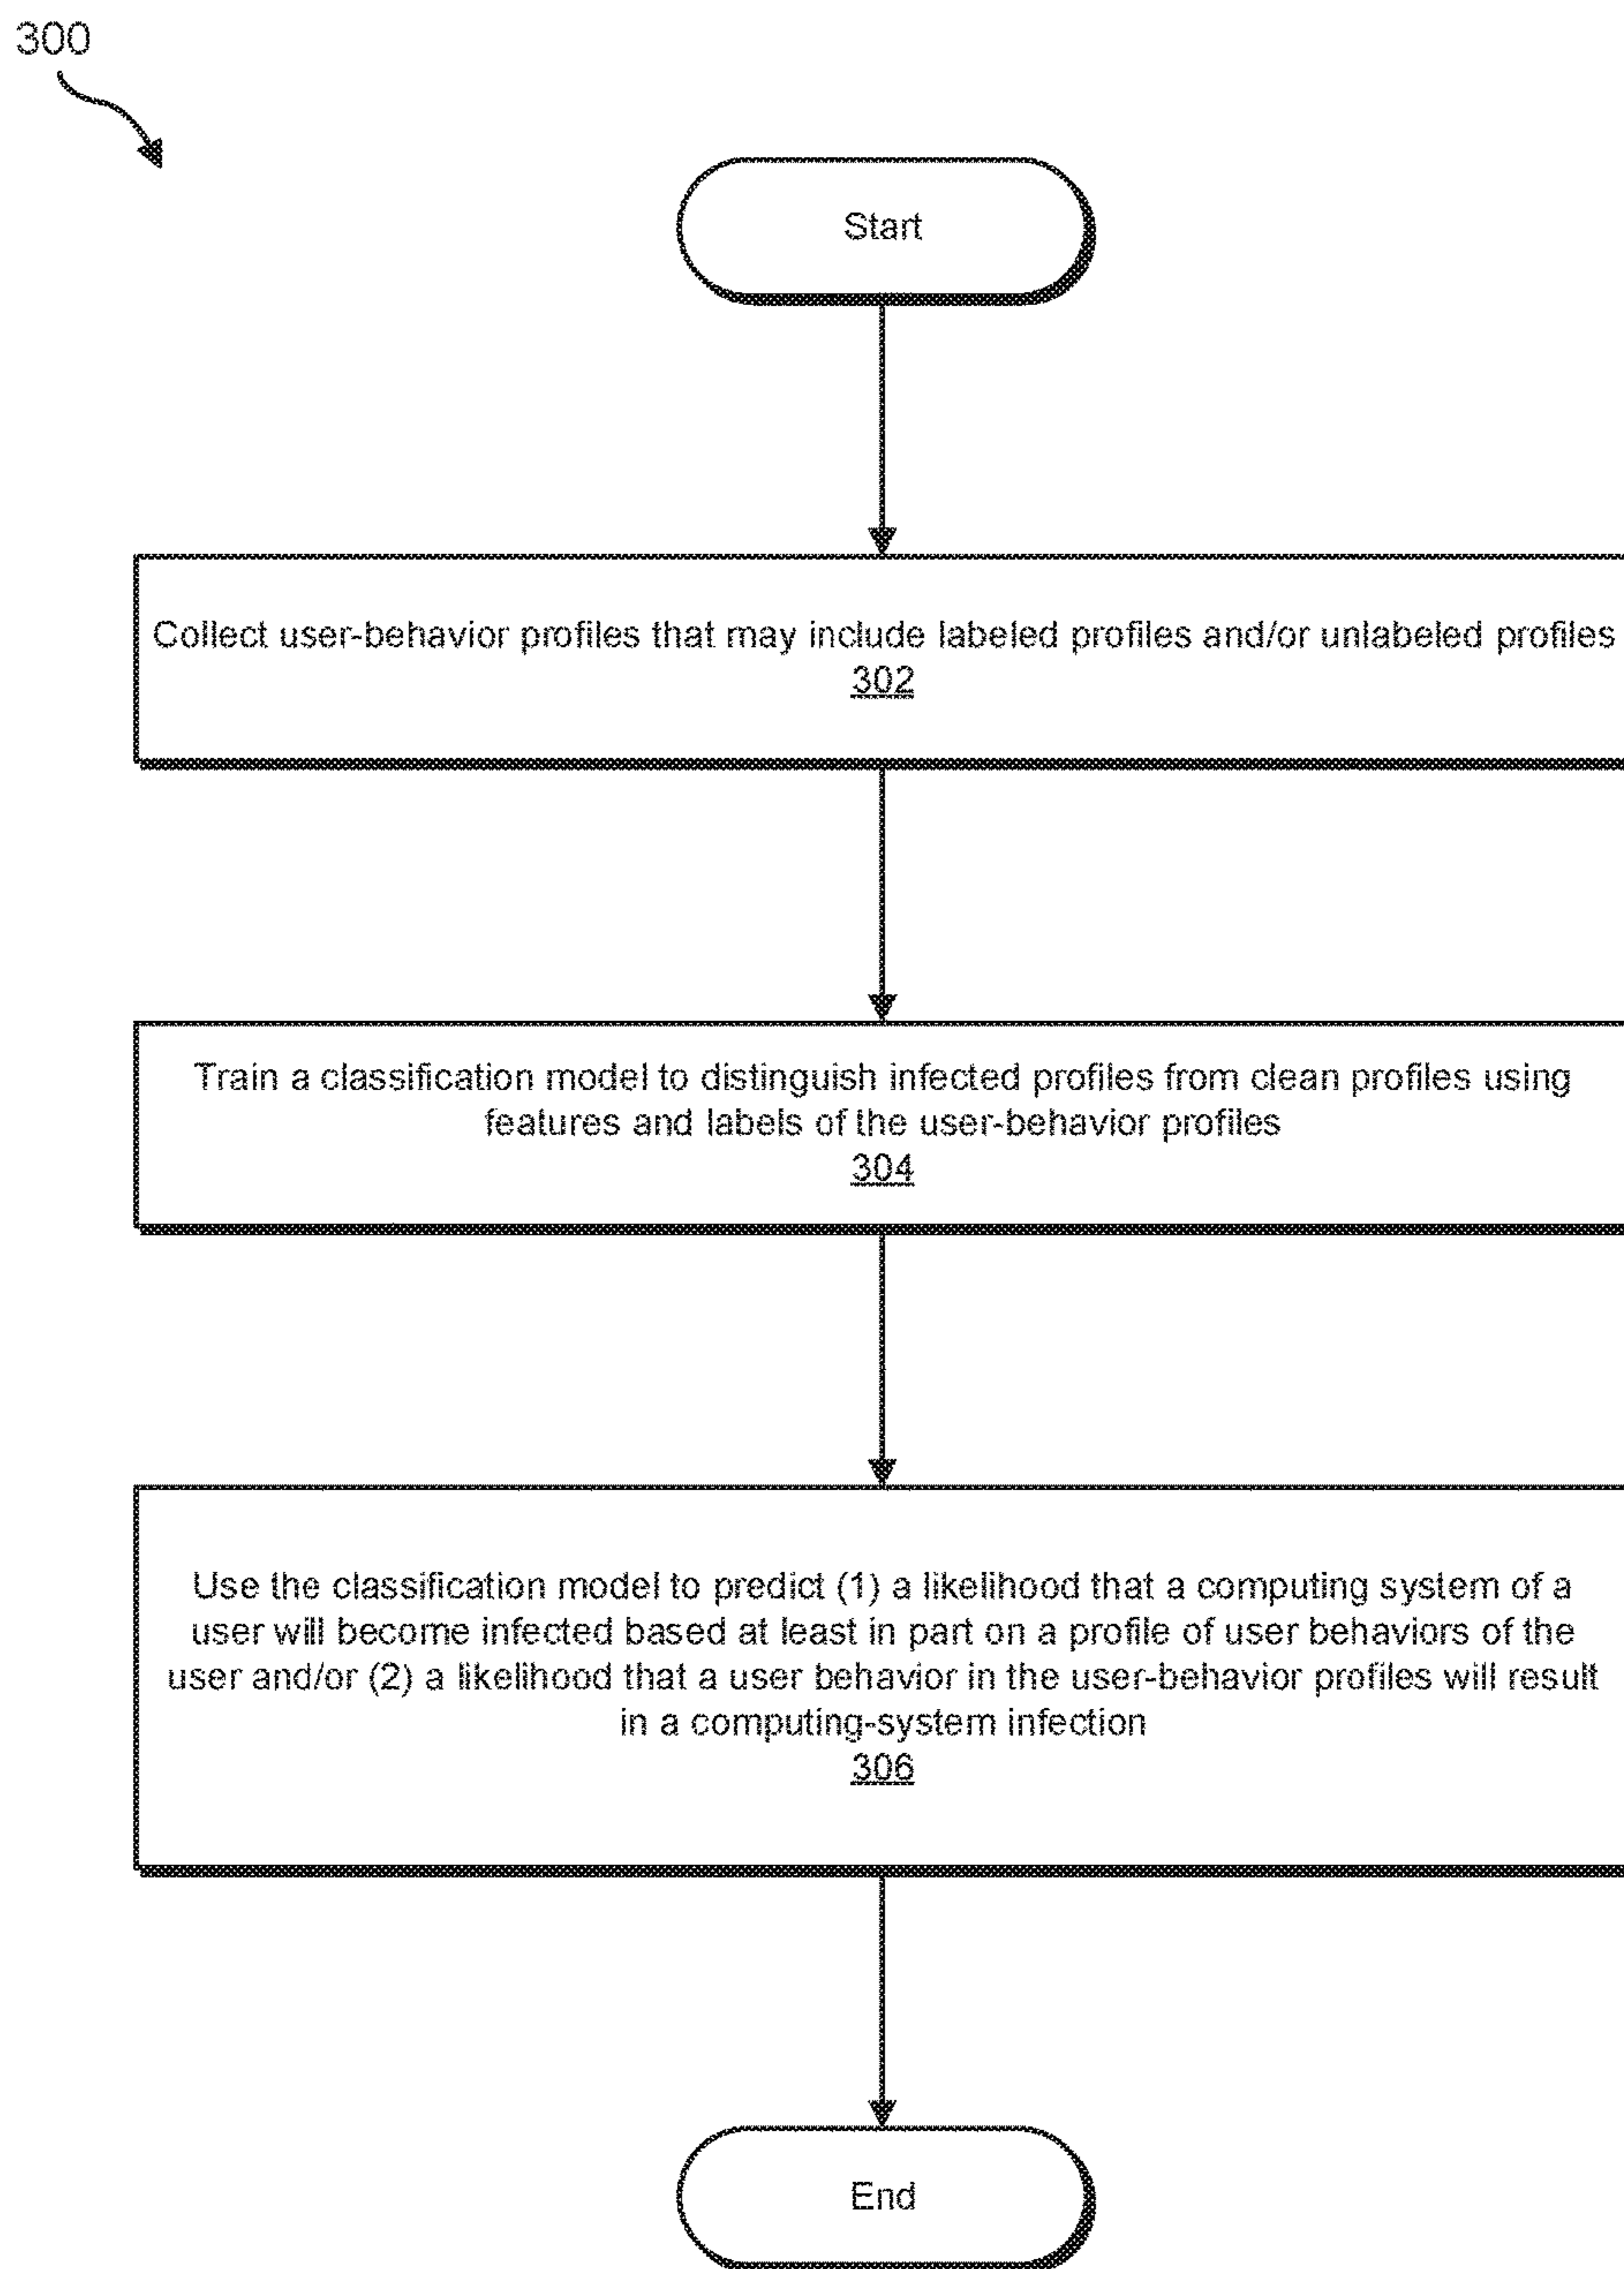 300
Start
Collect user-behavior profiles that may include labeled profiles and/or unlabeled profiles
302
Train a classification model to distinguish infected profiles from clean profiles using
features and labels of the user-behavior profiles
304
Use the classification model to predict (1) a likelihood that a computing system of a
user will become infected based at least in part on a profile of user behaviors of the
user and/or (2) a likelihood that a user behavior in the user-behavior profiles will result
in a computing-system infection
306
End